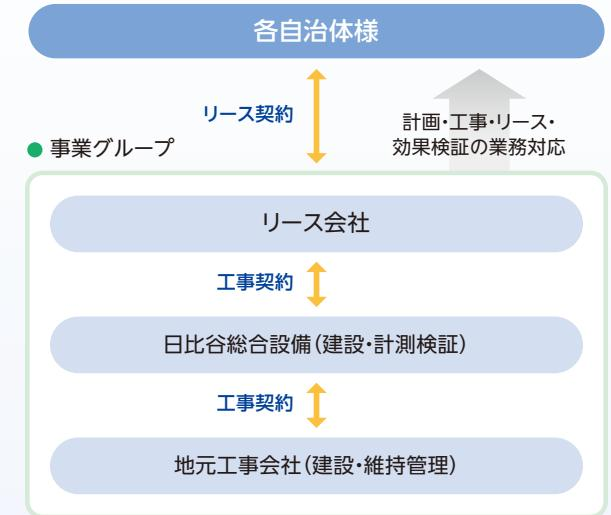 各自治体様
リース契約
計画・工事・リース・
効果検証の業務対応
● 事業グループ
リース会社
工事契約
日比谷総合設備（建設・計測検証）
工事契約
地元工事会社（建設・維持管理）